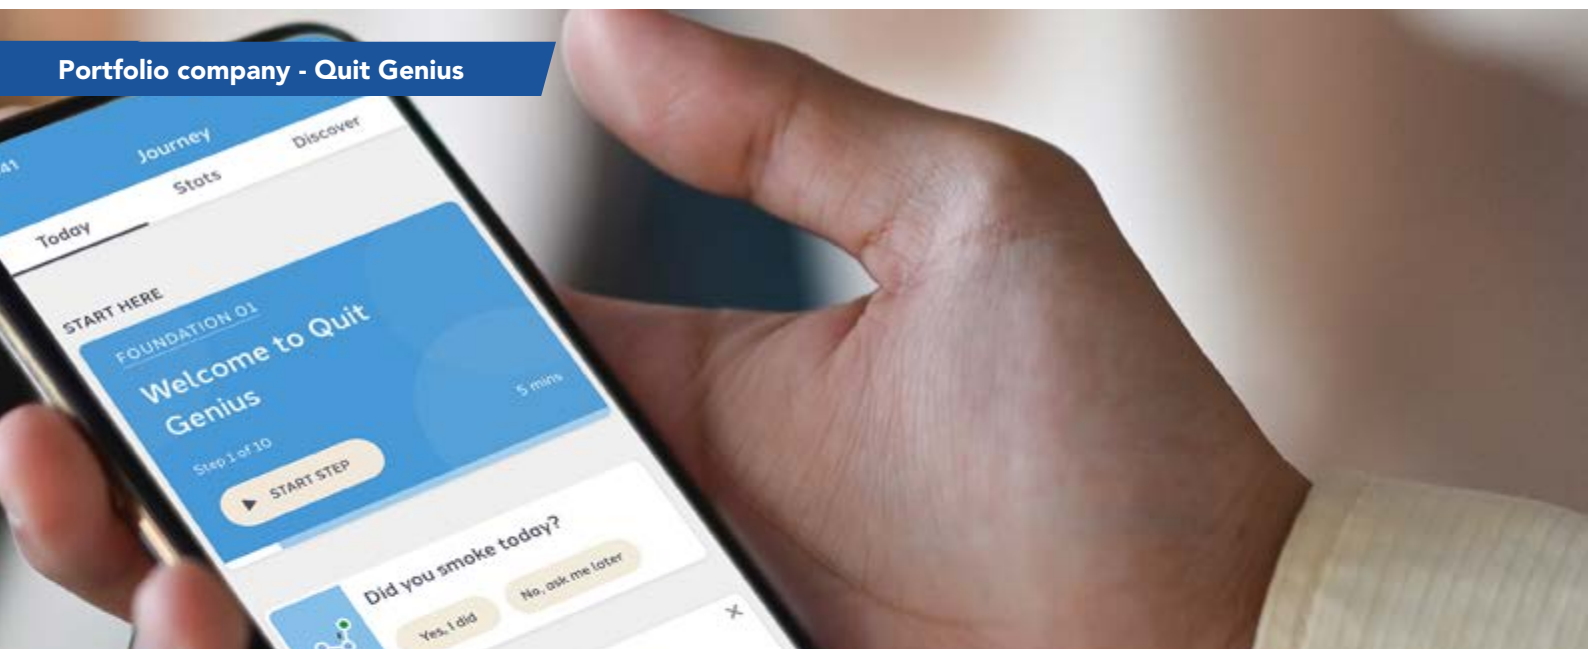 Portfolio company - Quit Genius
41
Journey
Today
Stats
Discover
START HERE
FOUNDATION 01
Welcome to Quit
Genius
5 mins
Step 1 of 10
START STEP
Did you smoke today?
Yes, I did
No, ask me later